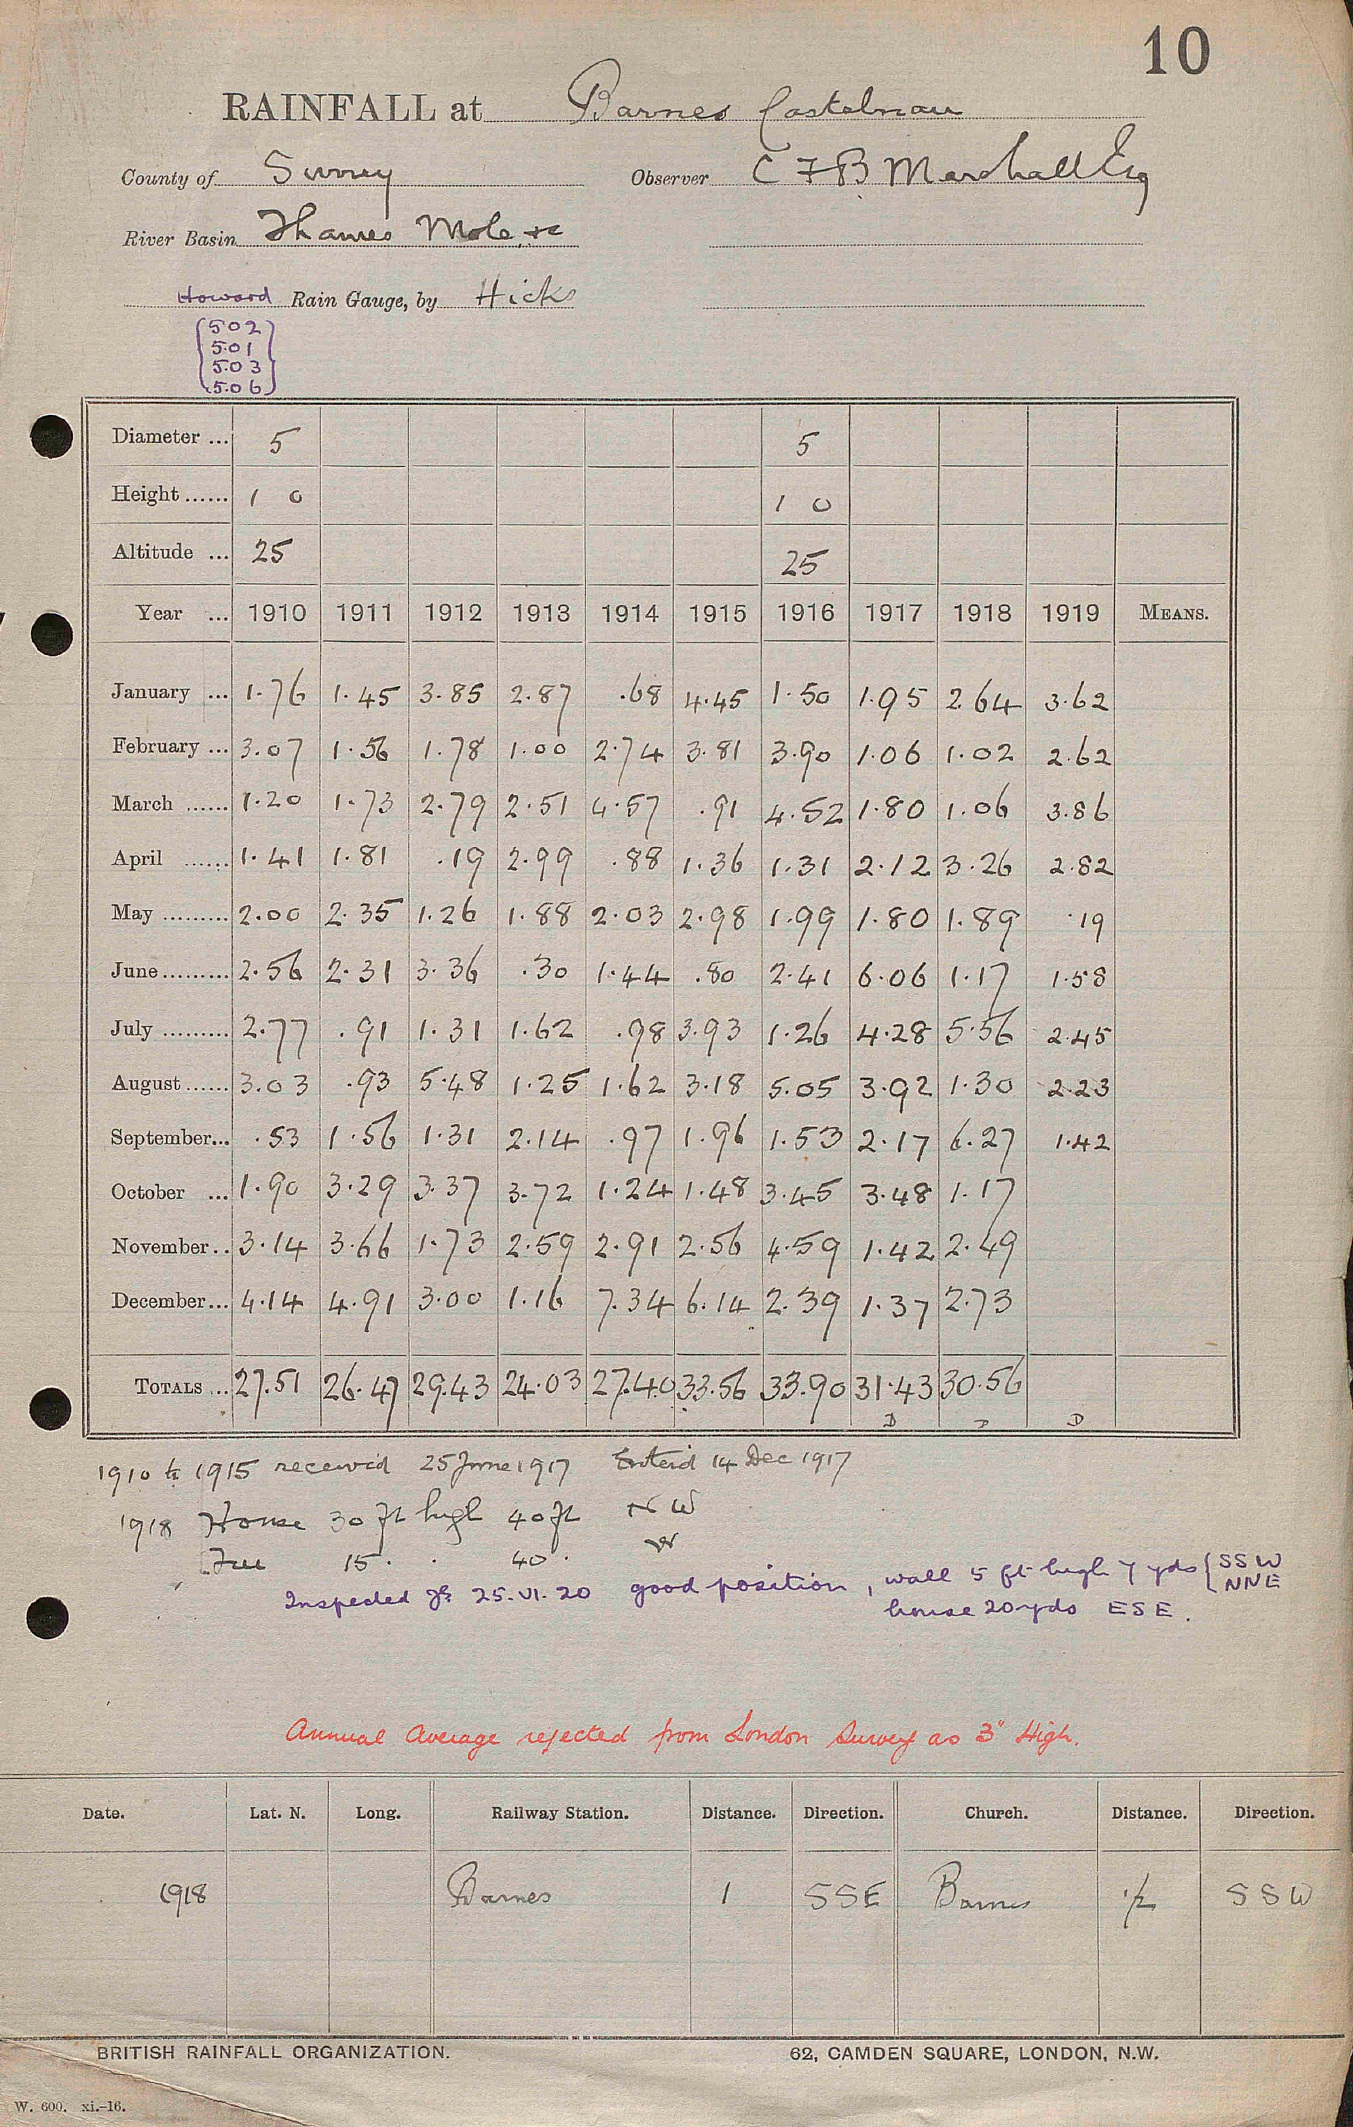 10
RAINFALL at Barnes Castelnau
County of Surrey Observer C F B Marshall Esq
River Basin Thames Mole &c
Howard Rain Gauge, by Hicks
5.02
5.01
5.03
5.06
Diameter ... 5 5
Height ...... 1 0 1 0
Altitude ... 25 25
Year ... 1910 1911 1912 1913 1914 1915 1916 1917 1918 1919 MEANS.
January ... 1.76 1.45 3.85 2.87 .68 4.45 1.50 1.95 2.64 3.62
February ... 3.07 1.56 1.78 1.00 2.74 3.81 3.90 1.06 1.02 2.62
March ...... 1.20 1.73 2.79 2.51 4.57 .91 4.52 1.80 1.06 3.86
April ...... 1.41 1.81 .19 2.99 .88 1.36 1.31 2.12 3.26 2.82
May ......... 2.00 2.35 1.26 1.88 2.03 2.98 1.99 1.80 1.89 .19
June ......... 2.56 2.31 3.36 .30 1.44 .80 2.41 6.06 1.17 1.58
July ......... 2.77 .91 1.31 1.62 .98 3.93 1.26 4.28 5.56 2.45
August ...... 3.03 .93 5.48 1.25 1.62 3.18 5.05 3.92 1.30 2.23
September ... .53 1.56 1.31 2.14 .97 1.96 1.53 2.17 6.27 1.42
October ... 1.90 3.29 3.37 3.72 1.24 1.48 3.45 3.48 1.17
November .. 3.14 3.66 1.73 2.59 2.91 2.56 4.59 1.42 2.49
December ... 4.14 4.91 3.00 1.16 7.34 6.14 2.39 1.37 2.73
TOTALS ... 27.51 26.47 29.43 24.03 27.40 33.56 33.90 31.43 30.56
D D D
1910 to 1915 received 25 June 1917 Enterd 14 Dec 1917
1918 House 30 ft high 40 ft NW
Tree 15 . . 40 . W
Inspected 25.VI.20 good position, wall 5 ft high 7 yds { SSW
NNE
house 20 yds ESE.
Annual Average rejected from London Survey as 3" High.
Date. Lat. N. Long. Railway Station. Distance. Direction. Church. Distance. Direction.
1918 Barnes 1 SSE Barnes 1/2 SSW
BRITISH RAINFALL ORGANIZATION. 62, CAMDEN SQUARE, LONDON, N.W.
W. 600. xi.-16.